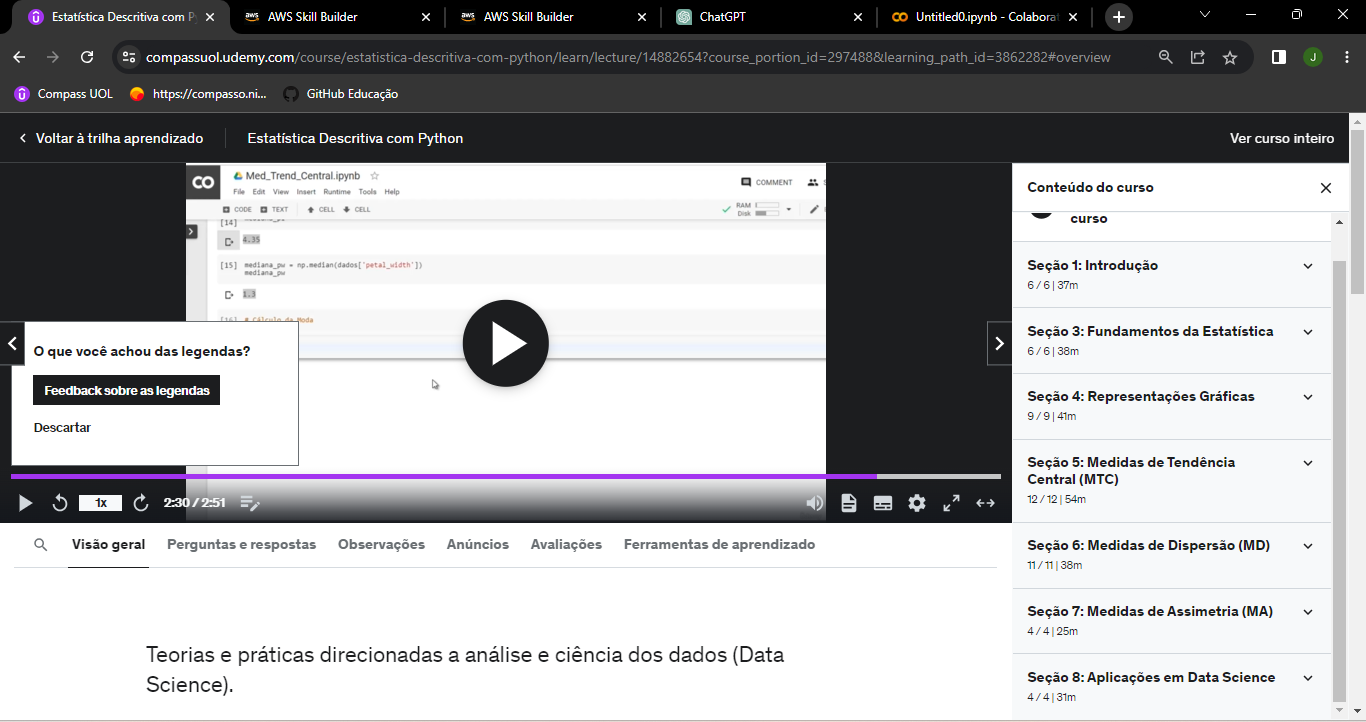 Estatística Descritiva com P
AWS Skill Builder
AWS Skill Builder
ChatGPT
Untitled0.ipynb - Colabora
compassuol.udemy.com/course/estatistica-descritiva-com-python/learn/lecture/14882654?course_portion_id=297488&learning_path_id=3862282#overview
J
Compass UOL
https://compasso.ni...
GitHub Educação
Voltar à trilha aprendizado
Estatística Descritiva com Python
Ver curso inteiro
Med_Trend_Central.ipynb
COMMENT
File Edit View Insert Runtime Tools Help
CODE TEXT CELL CELL
RAM
Disk
[14]
4.35
[15] mediana_pw = np.median(dados['petal_width'])
mediana_pw
1.3
[16] # Cálculo da Moda
O que você achou das legendas?
Feedback sobre as legendas
Descartar
1x
2:30 / 2:51
Conteúdo do curso
curso
Seção 1: Introdução
6 / 6 | 37m
Seção 3: Fundamentos da Estatística
6 / 6 | 38m
Seção 4: Representações Gráficas
9 / 9 | 41m
Seção 5: Medidas de Tendência
Central (MTC)
12 / 12 | 54m
Seção 6: Medidas de Dispersão (MD)
11 / 11 | 38m
Seção 7: Medidas de Assimetria (MA)
4 / 4 | 25m
Seção 8: Aplicações em Data Science
4 / 4 | 31m
Visão geral
Perguntas e respostas
Observações
Anúncios
Avaliações
Ferramentas de aprendizado
Teorias e práticas direcionadas a análise e ciência dos dados (Data
Science).